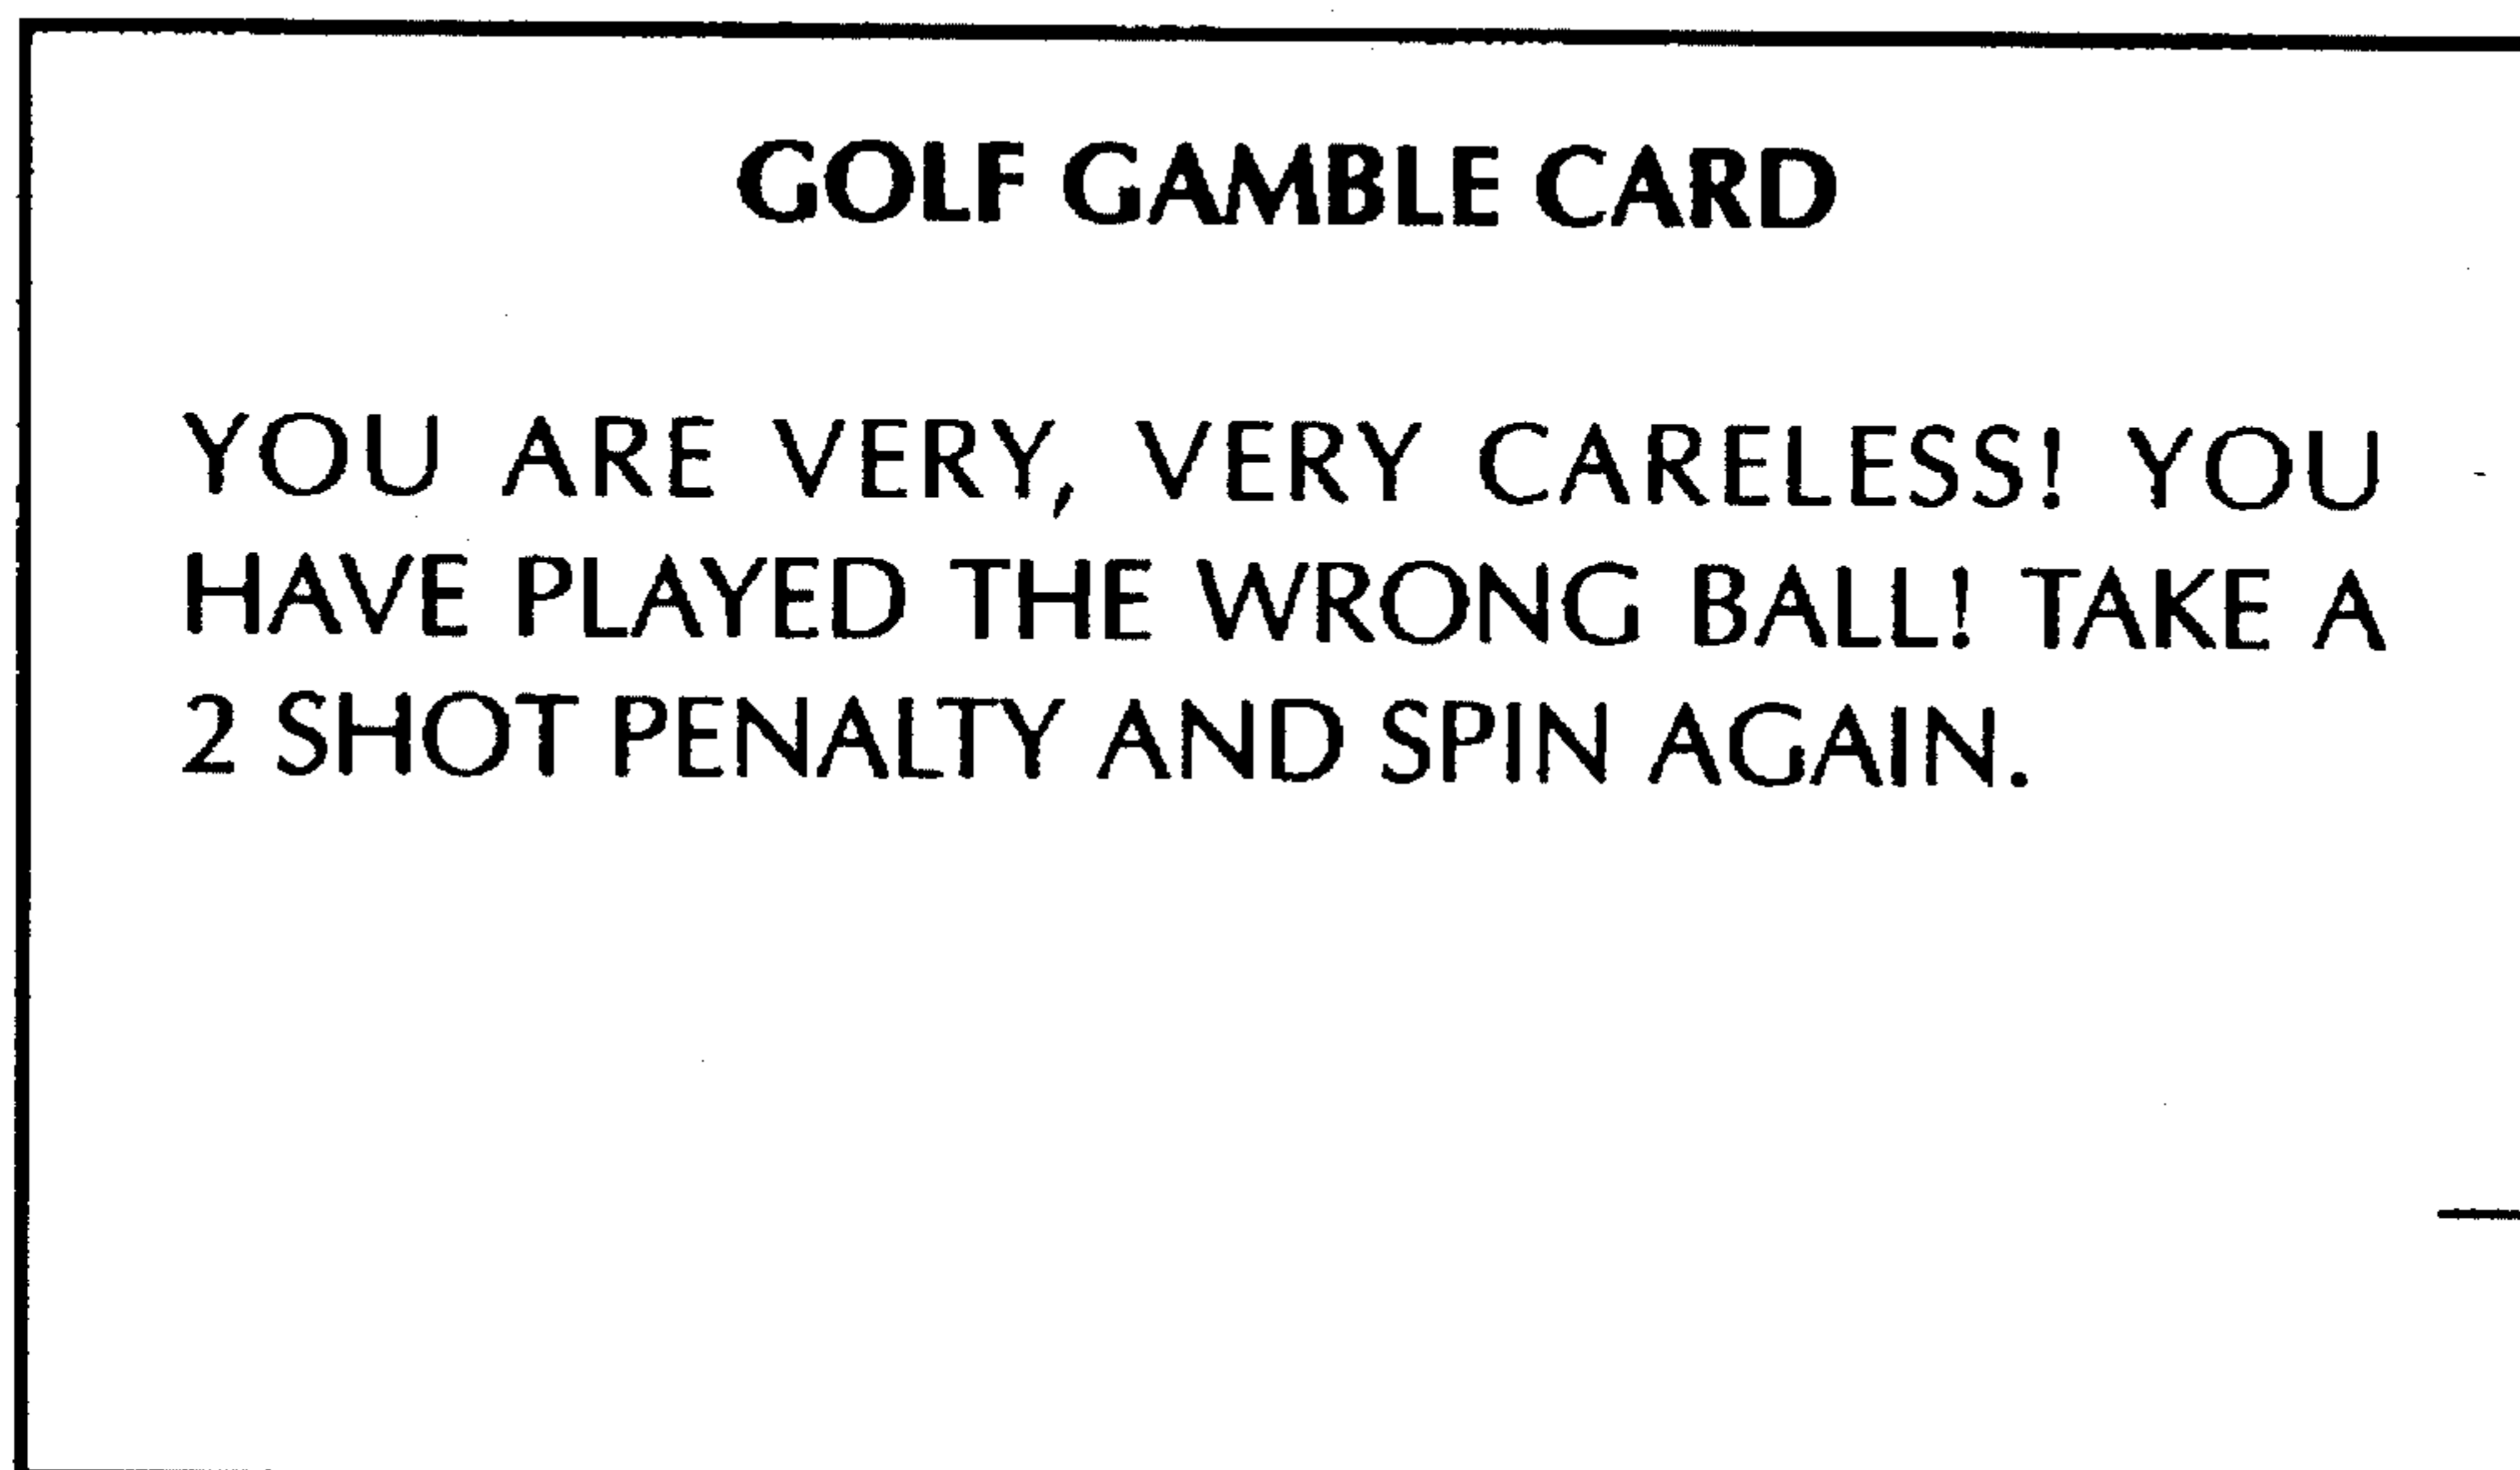 GOLF GAMBLE CARD
YOU ARE VERY, VERY CARELESS! YOU
HAVE PLAYED THE WRONG BALL! TAKE A
2 SHOT PENALTY AND SPIN AGAIN.